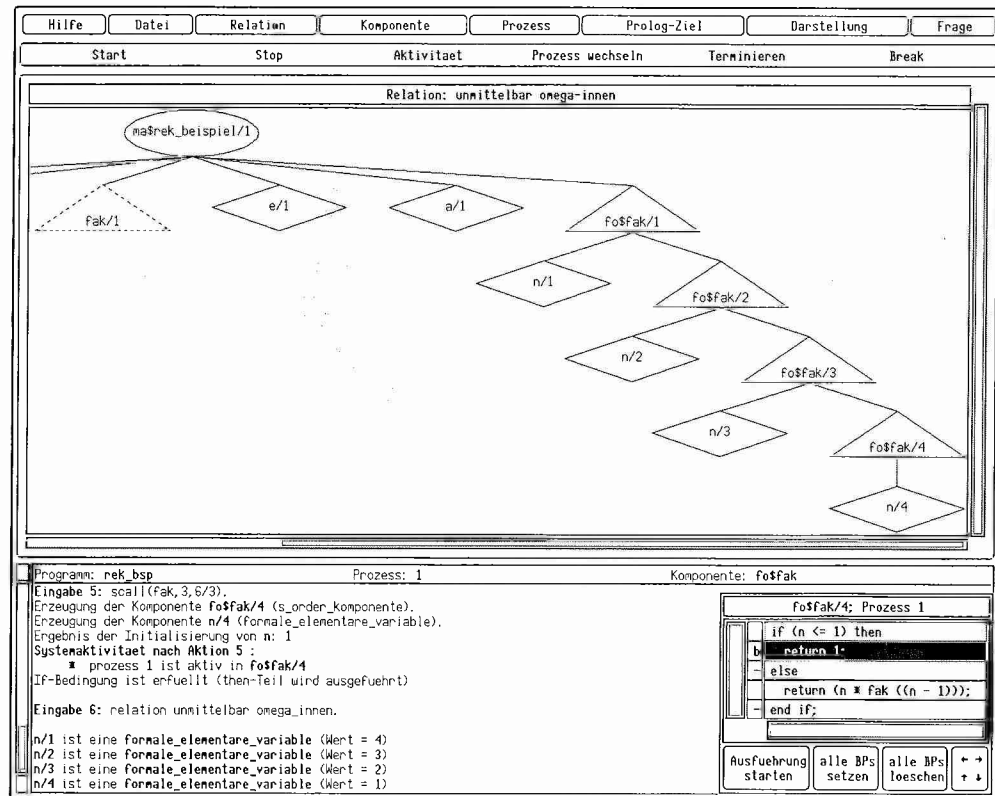 Hilfe Datei Relation Komponente Prozess Prolog-Ziel Darstellung Frage
Start Stop Aktivitaet Prozess wechseln Terminieren Break
Relation: unmittelbar omega-innen
ma$rek_beispiel/1
fak/1 e/1 a/1 fo$fak/1
n/1 fo$fak/2
n/2 fo$fak/3
n/3 fo$fak/4
n/4
Programm: rek_bsp Prozess: 1 Komponente: fo$fak
Eingabe 5: scall(fak,3,6/3).
Erzeugung der Komponente fo$fak/4 (s_order_komponente).
Erzeugung der Komponente n/4 (formale_elementare_variable).
Ergebnis der Initialisierung von n: 1
Systemaktivitaet nach Aktion 5 :
* prozess 1 ist aktiv in fo$fak/4
If-Bedingung ist erfuellt (then-Teil wird ausgefuehrt)
Eingabe 6: relation unmittelbar omega_innen.
n/1 ist eine formale_elementare_variable (Wert = 4)
n/2 ist eine formale_elementare_variable (Wert = 3)
n/3 ist eine formale_elementare_variable (Wert = 2)
n/4 ist eine formale_elementare_variable (Wert = 1)
fo$fak/4; Prozess 1
if (n <= 1) then
b return 1;
- else
return (n * fak ((n - 1)));
- end if;
Ausfuehrung starten
alle BPs setzen
alle BPs loeschen
← →
↑ ↓